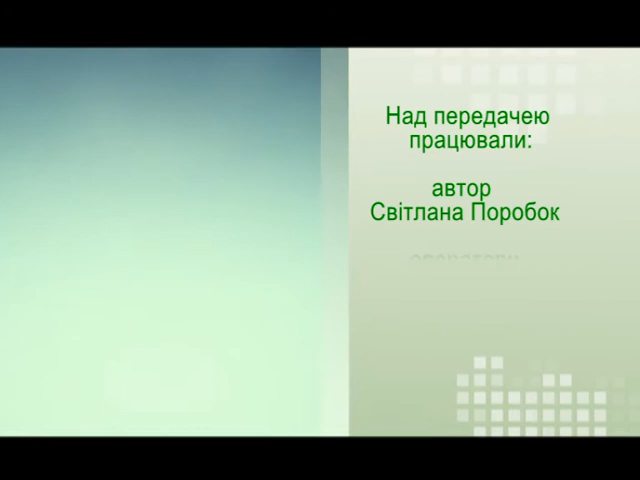 Над передачею
працювали:
автор
Світлана Поробок